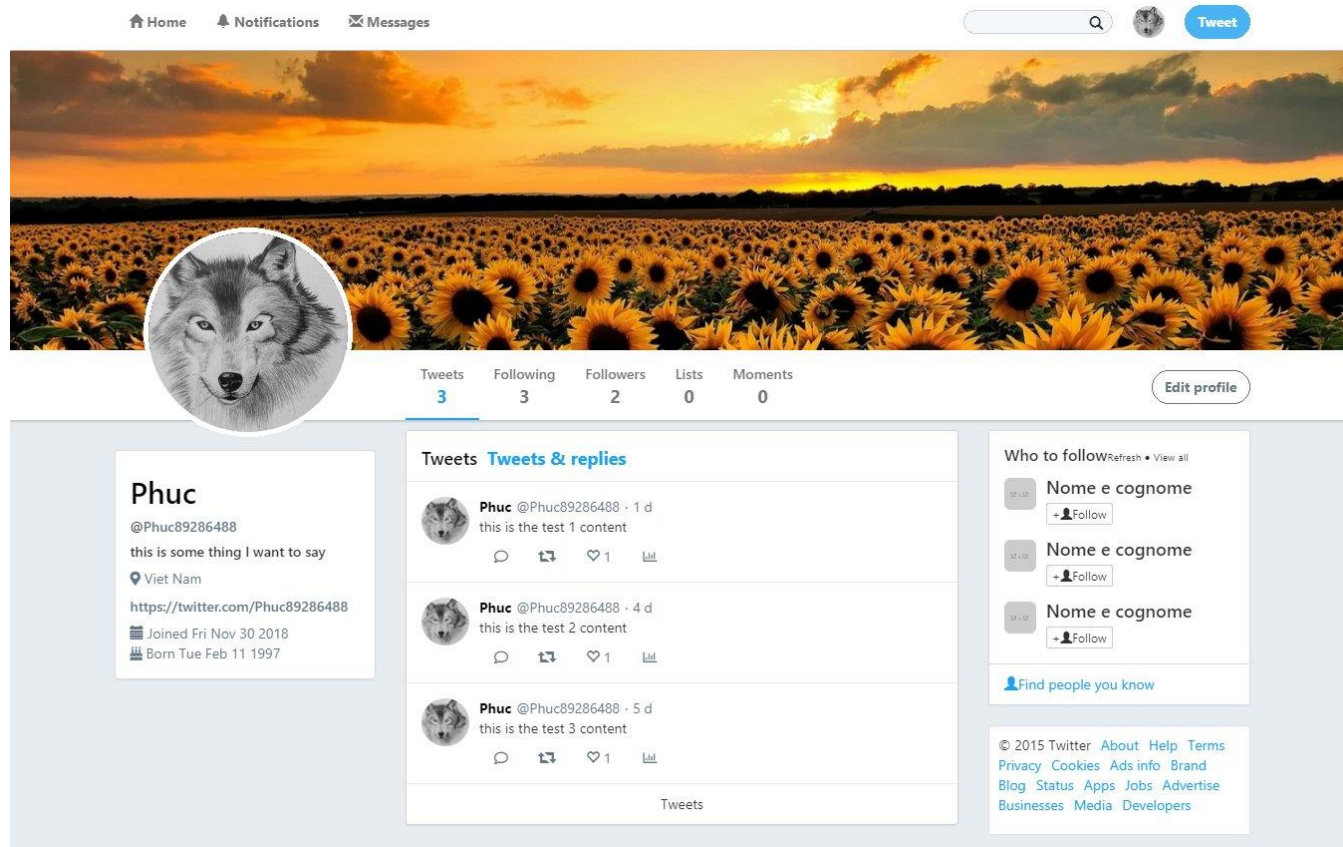 Home Notifications Messages Tweet
Tweets Following Followers Lists Moments
3 3 2 0 0
Edit profile
Phuc
@Phuc89286488
this is some thing I want to say
Viet Nam
https://twitter.com/Phuc89286488
Joined Fri Nov 30 2018
Born Tue Feb 11 1997
Tweets Tweets & replies
Phuc @Phuc89286488 · 1 d
this is the test 1 content
1
Phuc @Phuc89286488 · 4 d
this is the test 2 content
1
Phuc @Phuc89286488 · 5 d
this is the test 3 content
1
Tweets
Who to follow Refresh • View all
Nome e cognome
+Follow
Nome e cognome
+Follow
Nome e cognome
+Follow
Find people you know
© 2015 Twitter About Help Terms
Privacy Cookies Ads info Brand
Blog Status Apps Jobs Advertise
Businesses Media Developers